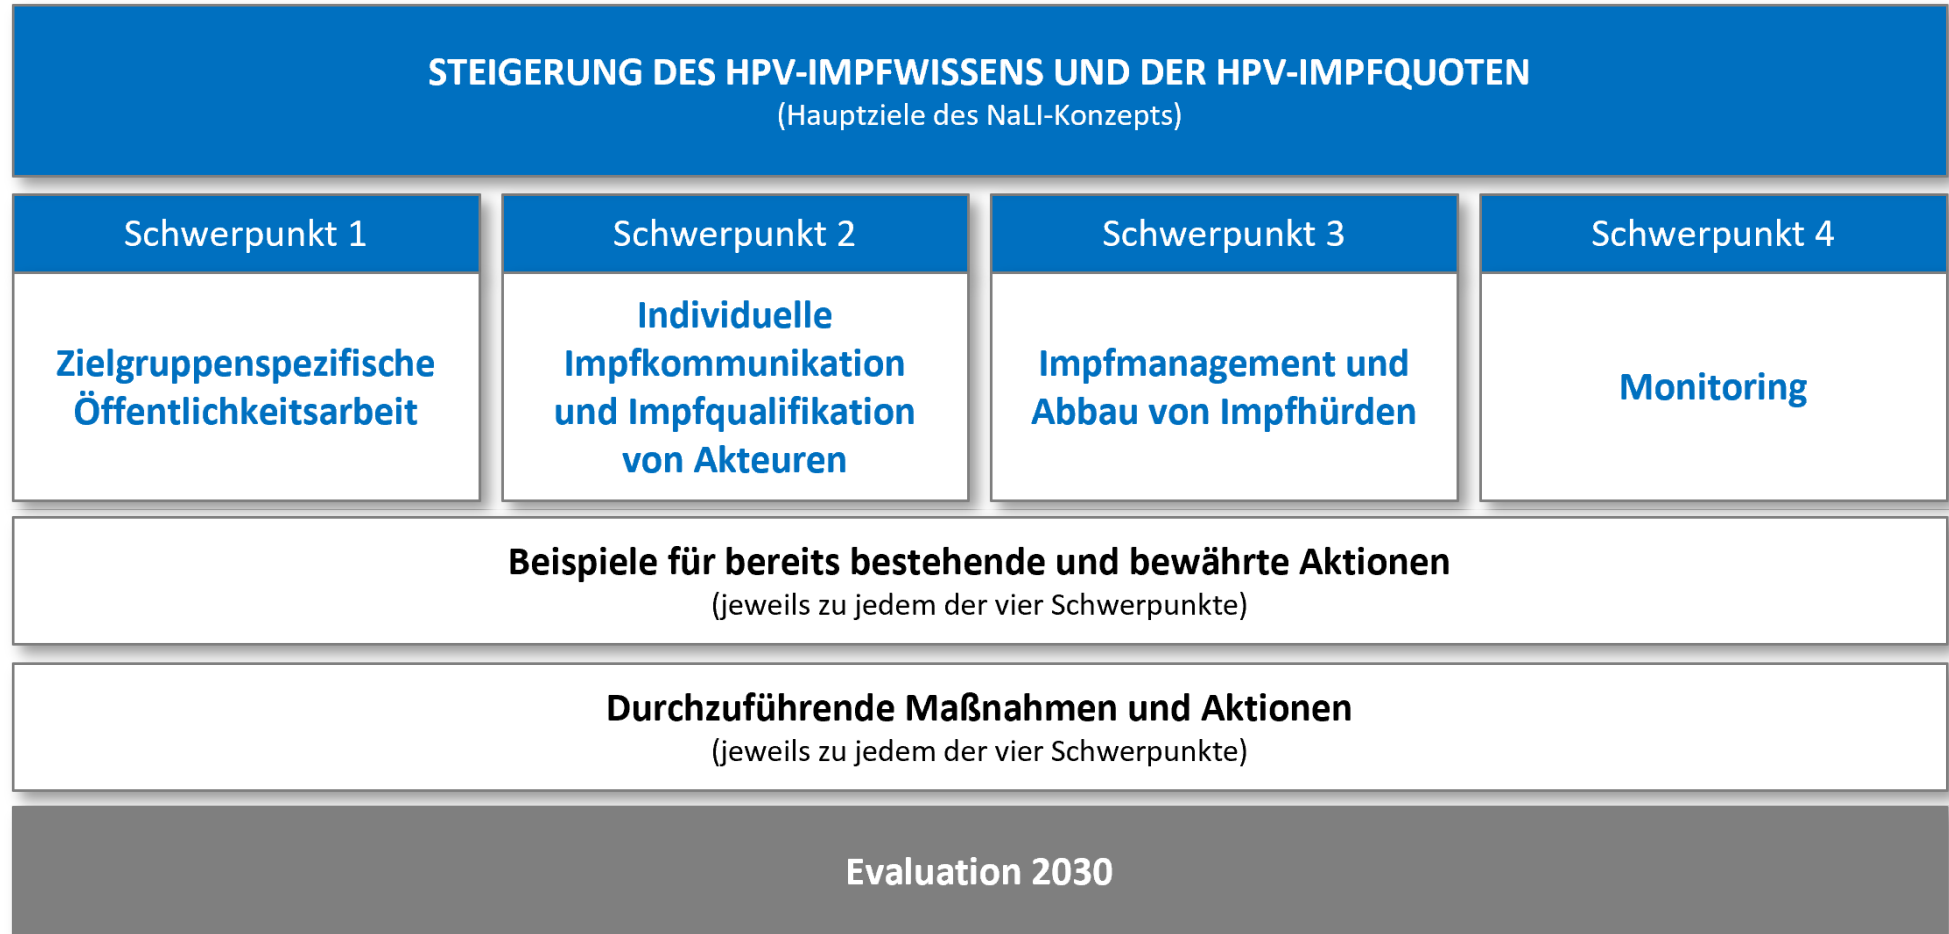 STEIGERUNG DES HPV-IMPFWISSENS UND DER HPV-IMPFQUOTEN
(Hauptziele des NaLI-Konzepts)
Schwerpunkt 1
Zielgruppenspezifische
Öffentlichkeitsarbeit
Schwerpunkt 2
Individuelle
Impfkommunikation
und Impfqualifikation
von Akteuren
Schwerpunkt 3
Impfmanagement und
Abbau von Impfhürden
Schwerpunkt 4
Monitoring
Beispiele für bereits bestehende und bewährte Aktionen
(jeweils zu jedem der vier Schwerpunkte)
Durchzuführende Maßnahmen und Aktionen
(jeweils zu jedem der vier Schwerpunkte)
Evaluation 2030